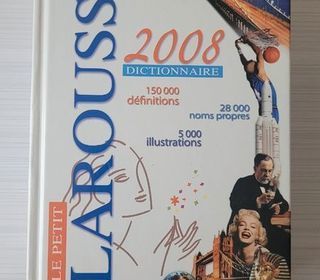 LE PETIT
LAROUSS
2008
DICTIONNAIRE
150 000
définitions
28 000
noms propres
5 000
illustrations